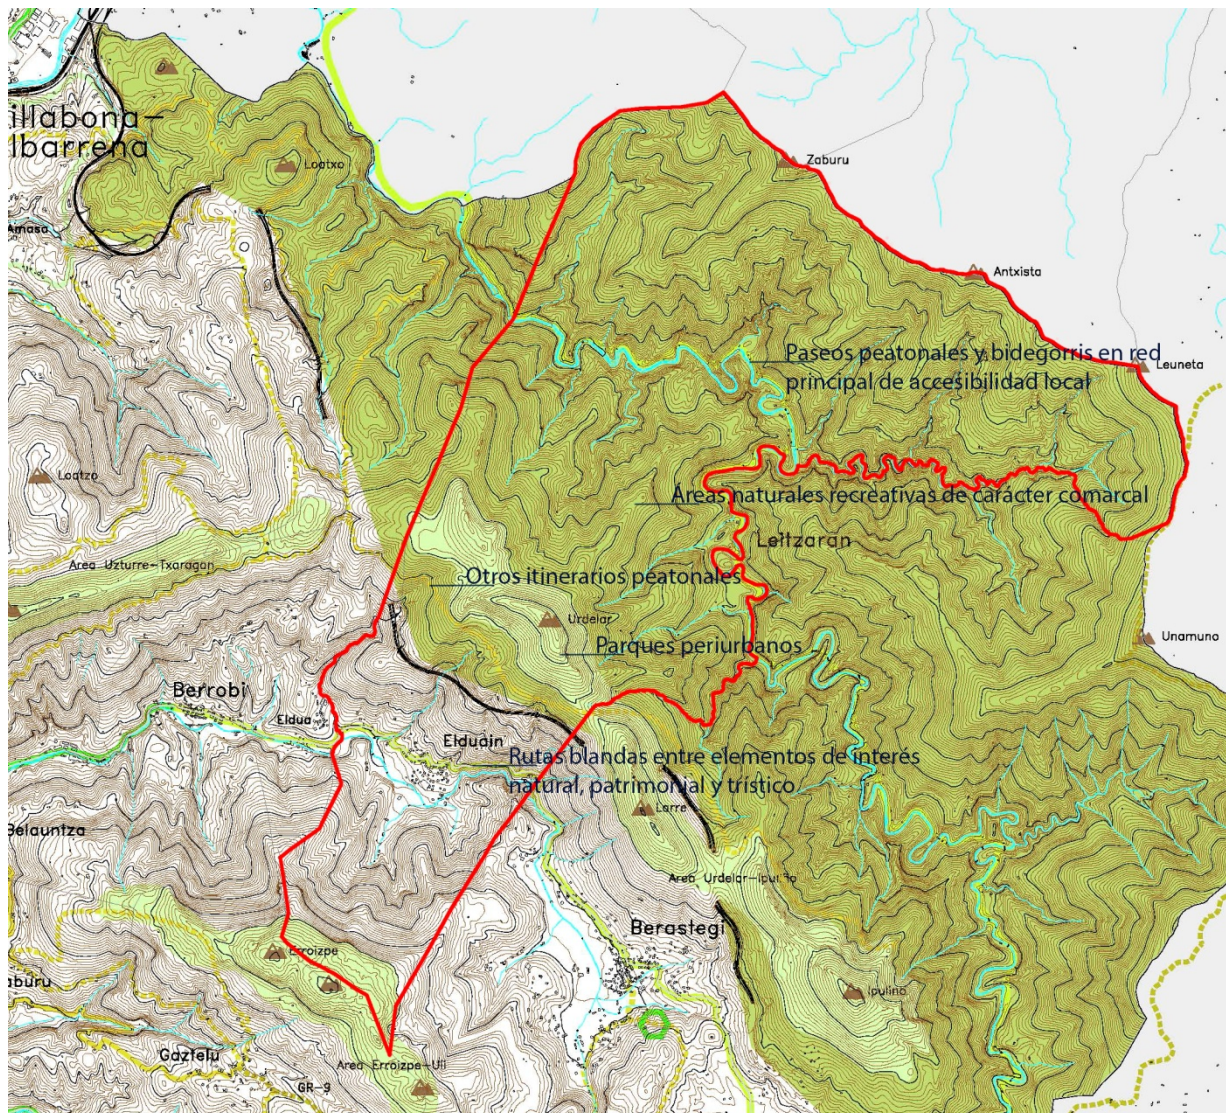 illabona-
Ibarrena
Loatxo
Zaburu
Amasa
Antxista
Paseos peatonales y bidegorris en red
principal de accesibilidad local
Leuneta
Loatzo
Áreas naturales recreativas de carácter comarcal
Leitzaran
Area Uzturre-Txaragon
Otros itinerarios peatonales
Urdelar
Parques periurbanos
Unamuno
Berrobi
Eldua
Elduain
Rutas blandas entre elementos de interés
natural, patrimonial y trístico
Larre
Belauntza
Area Urdelar-Ipulino
Berastegi
Erroizpe
aburu
Ipulino
Gaztelu
Area Erroizpe-Uli
GR-9